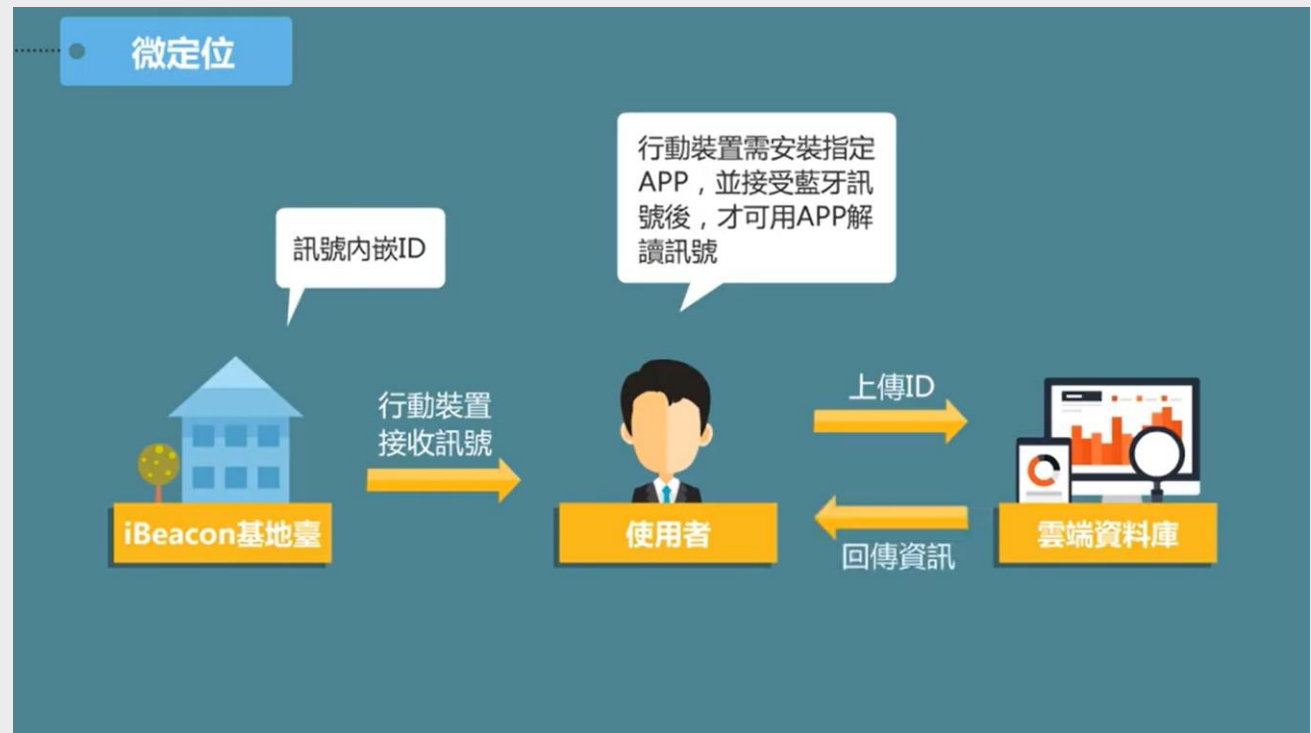 微定位
行動裝置需安裝指定
APP，並接受藍牙訊
號後，才可用APP解
讀訊號
訊號內嵌ID
行動裝置
接收訊號
上傳ID
iBeacon基地臺
使用者
回傳資訊
雲端資料庫